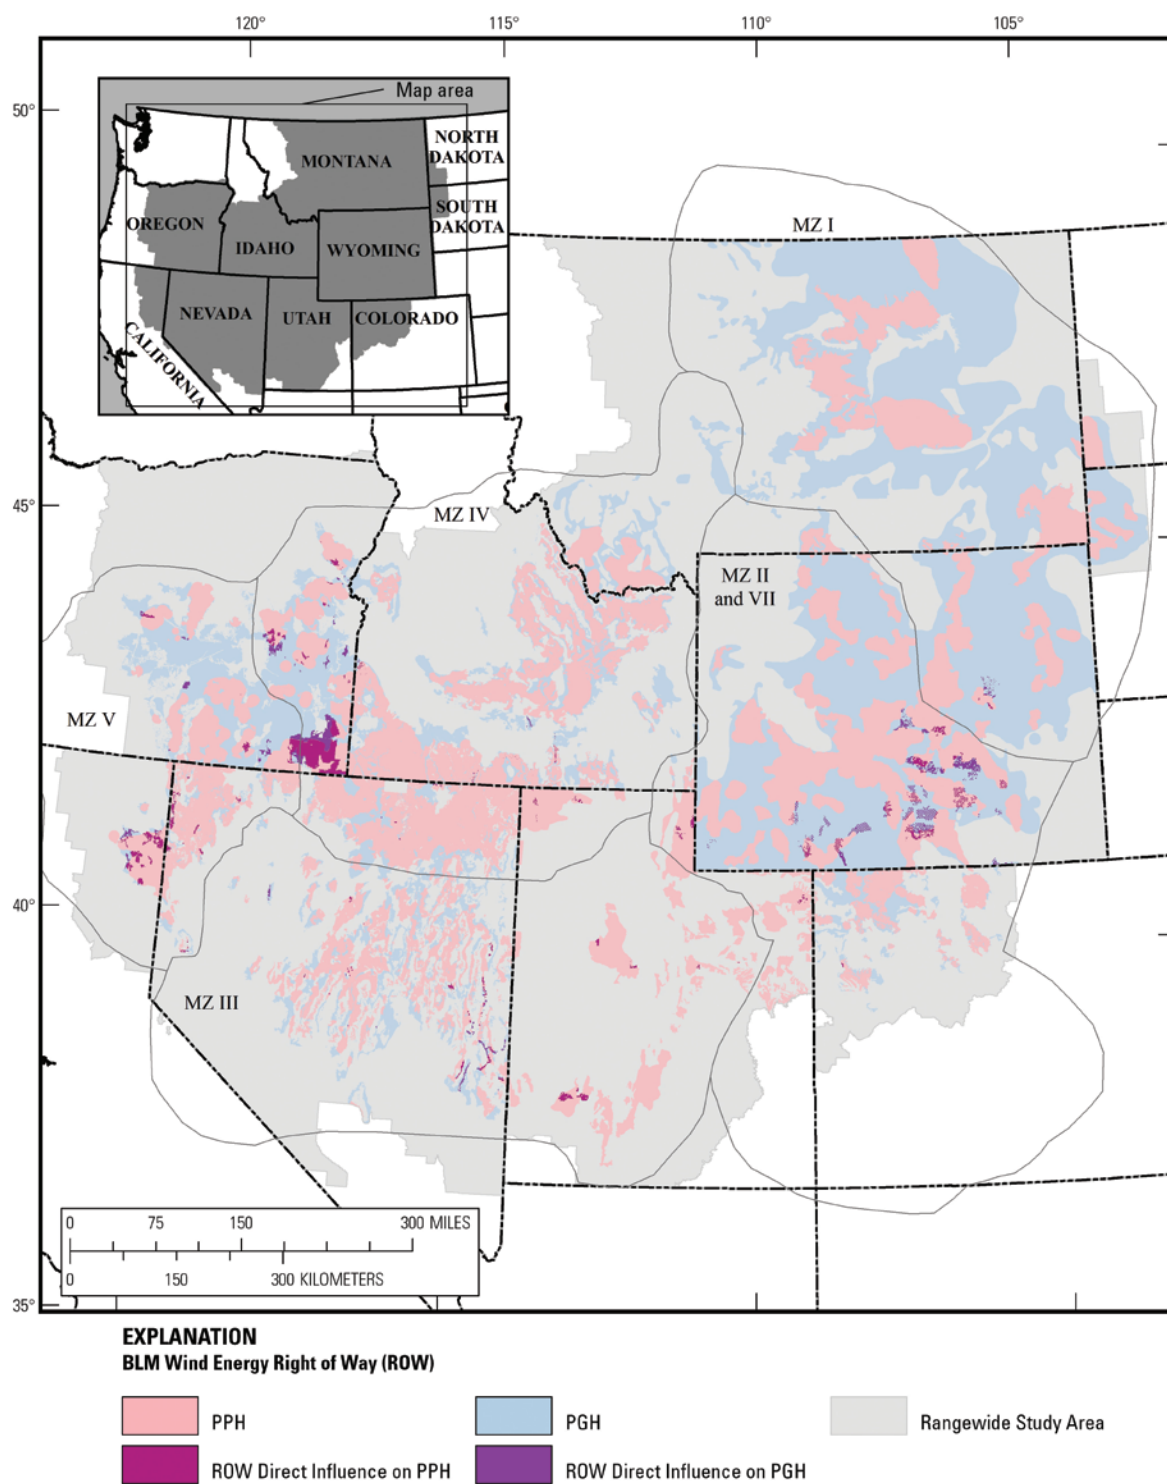 120°
115°
110°
105°
50°
45°
40°
35°
Map area
NORTH
DAKOTA
MONTANA
SOUTH
DAKOTA
OREGON
IDAHO
WYOMING
NEVADA
UTAH
COLORADO
CALIFORNIA
MZ I
MZ IV
MZ II
and VII
MZ V
MZ III
0 75 150 300 MILES
0 150 300 KILOMETERS
EXPLANATION
BLM Wind Energy Right of Way (ROW)
PPH
PGH
Rangewide Study Area
ROW Direct Influence on PPH
ROW Direct Influence on PGH